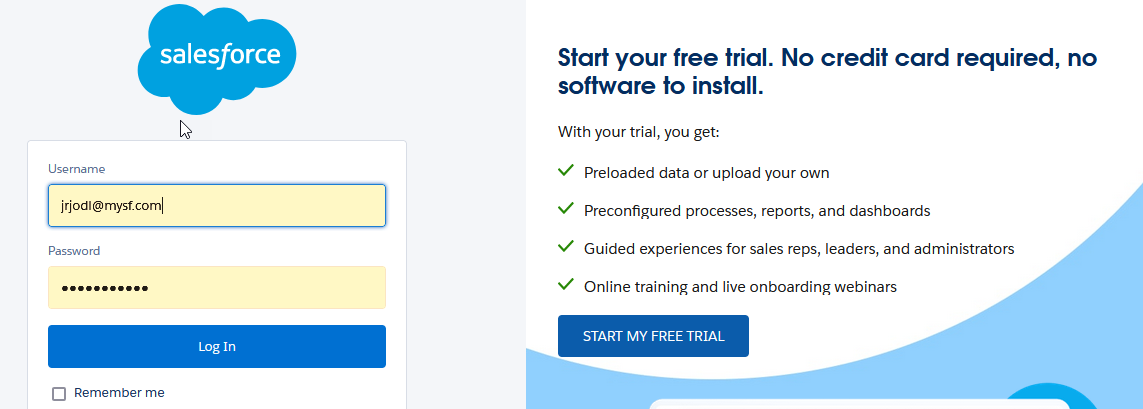 salesforce
Username
jrjodl@mysf.com
Password
Log In
Remember me
Start your free trial. No credit card required, no
software to install.
With your trial, you get:
Preloaded data or upload your own
Preconfigured processes, reports, and dashboards
Guided experiences for sales reps, leaders, and administrators
Online training and live onboarding webinars
START MY FREE TRIAL